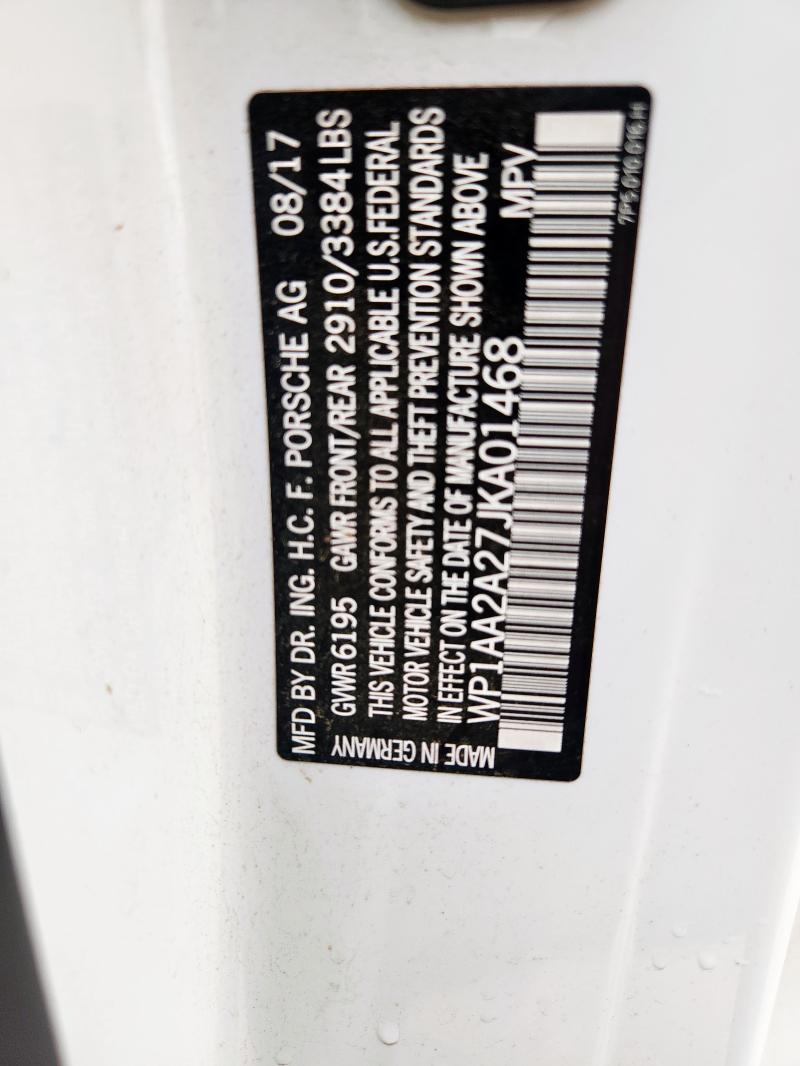 MFD BY DR. ING. H.C. F. PORSCHE AG 08/17
GVWR 6195 GAWR FRONT/REAR 2910/3384 LBS
THIS VEHICLE CONFORMS TO ALL APPLICABLE U.S. FEDERAL
MOTOR VEHICLE SAFETY AND THEFT PREVENTION STANDARDS
IN EFFECT ON THE DATE OF MANUFACTURE SHOWN ABOVE
WP1AA2A27JKA01468 MPV
MADE IN GERMANY